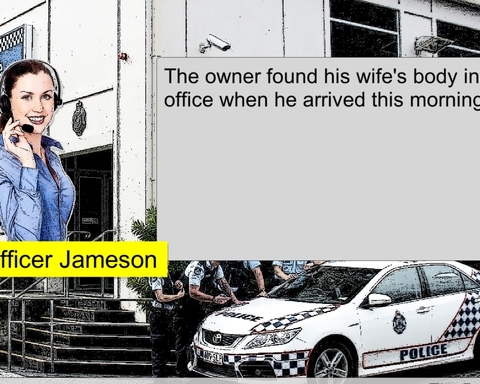 The owner found his wife's body in
office when he arrived this morning
fficer Jameson
POLICE
POLICE